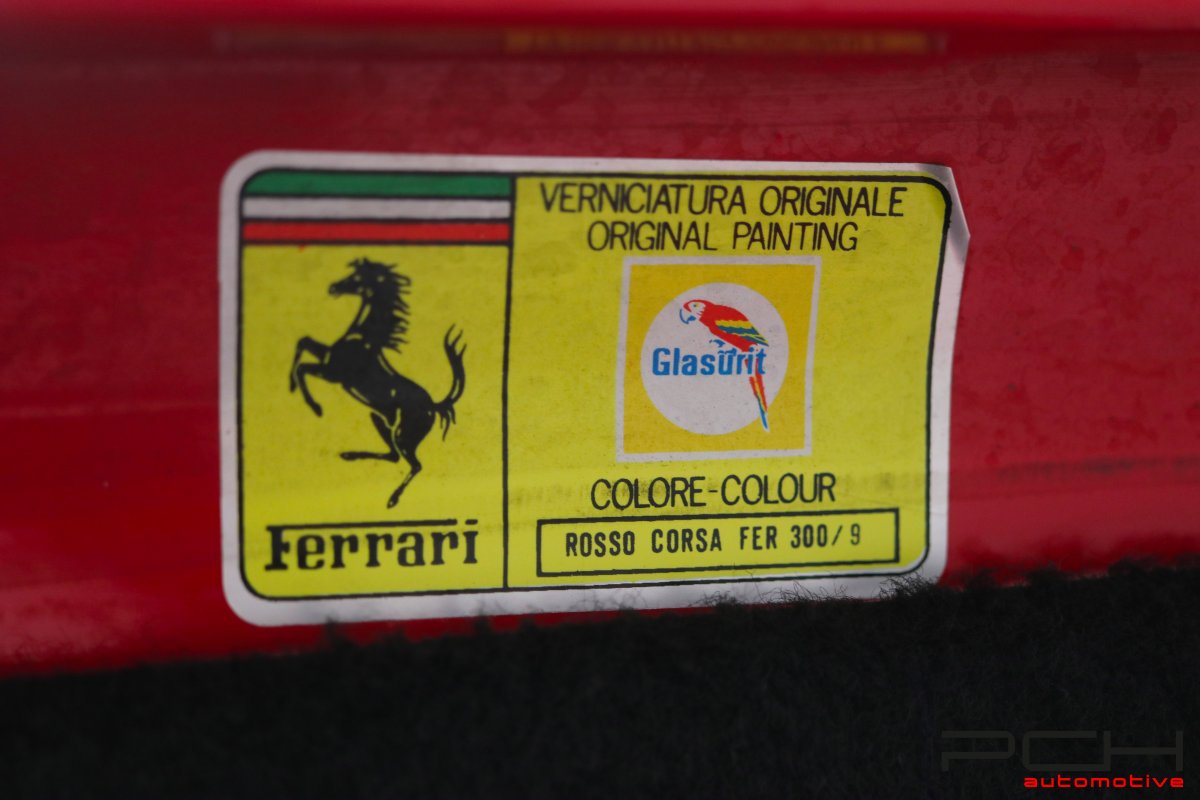 VERNICIATURA ORIGINALE
ORIGINAL PAINTING
Glasurit
COLORE-COLOUR
ROSSO CORSA FER 300/9
Ferrari
PCH
automotive